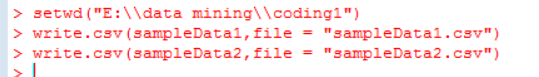 > setwd("E:\\data mining\\coding1")
> write.csv(sampleData1,file = "sampleData1.csv")
> write.csv(sampleData2,file = "sampleData2.csv")
>